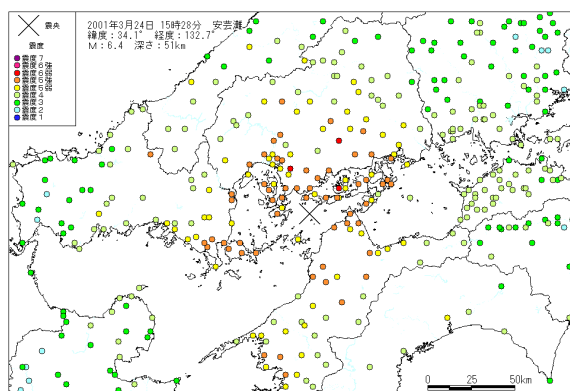 震央
震度
震度７
震度６強
震度６弱
震度５強
震度５弱
震度４
震度３
震度２
震度１
2001年3月24日 15時28分 安芸灘
緯度：34.1° 経度：132.7°
Ｍ：6.4 深さ：51km
0 25 50km